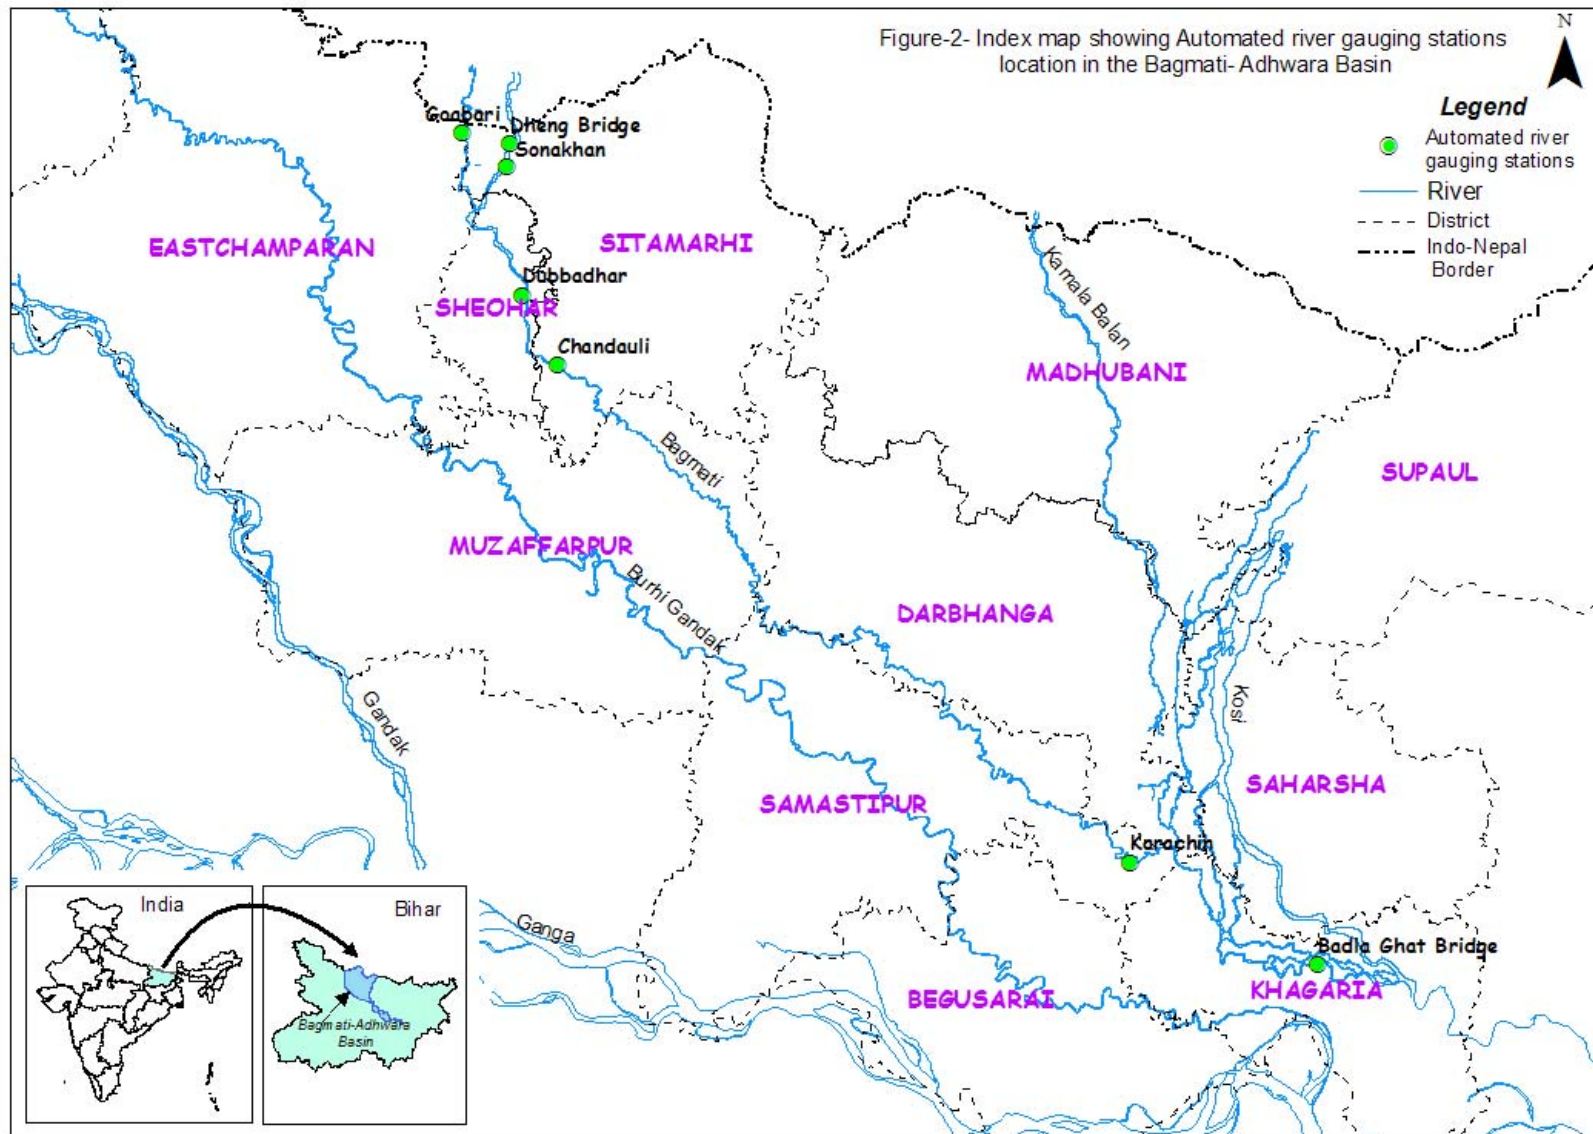 Figure-2- Index map showing Automated river gauging stations
location in the Bagmati- Adhwara Basin
N
Legend
Automated river
gauging stations
River
District
Indo-Nepal
Border
Gaabari
Dheng Bridge
Sonakhan
EASTCHAMPARAN
SITAMARHI
Dubbadhar
SHEOHAR
Kamala Balan
Chandauli
MADHUBANI
Bagmati
SUPAUL
MUZAFFARPUR
Burhi Gandak
DARBHANGA
Gandak
Kosi
SAHARSHA
SAMASTIPUR
Karachin
Ganga
Badla Ghat Bridge
KHAGARIA
BEGUSARAI
India
Bihar
Bagmati-Adhwara
Basin